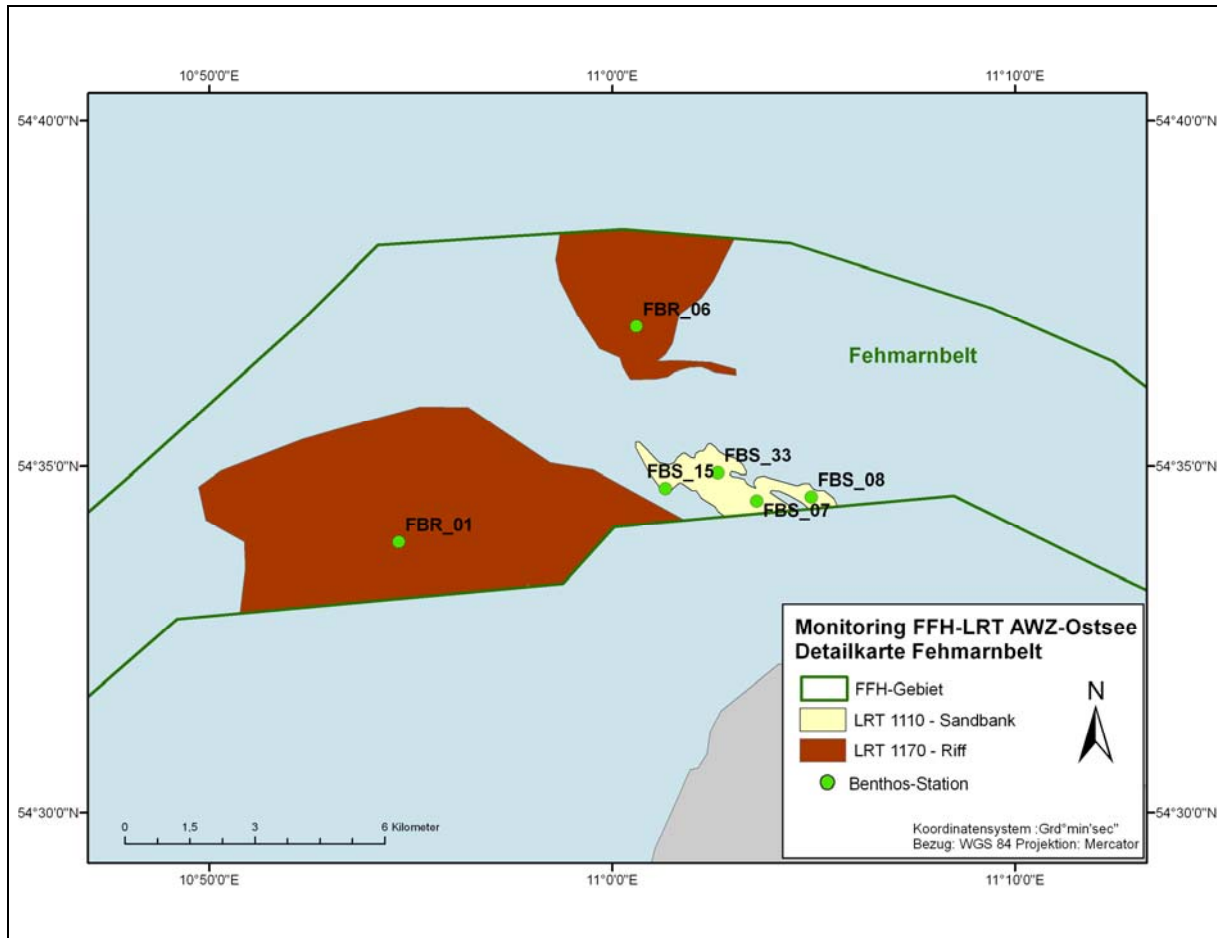 10°50'0"E
11°0'0"E
11°10'0"E
54°40'0"N
54°40'0"N
FBR_06
Fehmarnbelt
54°35'0"N
54°35'0"N
FBS_33
FBS_15
FBS_08
FBS_07
FBR_01
Monitoring FFH-LRT AWZ-Ostsee
Detailkarte Fehmarnbelt
FFH-Gebiet
LRT 1110 - Sandbank
LRT 1170 - Riff
Benthos-Station
N
Koordinatensystem :Grd°min'sec"
Bezug: WGS 84 Projektion: Mercator
54°30'0"N
54°30'0"N
0 1,5 3 6 Kilometer
10°50'0"E
11°0'0"E
11°10'0"E